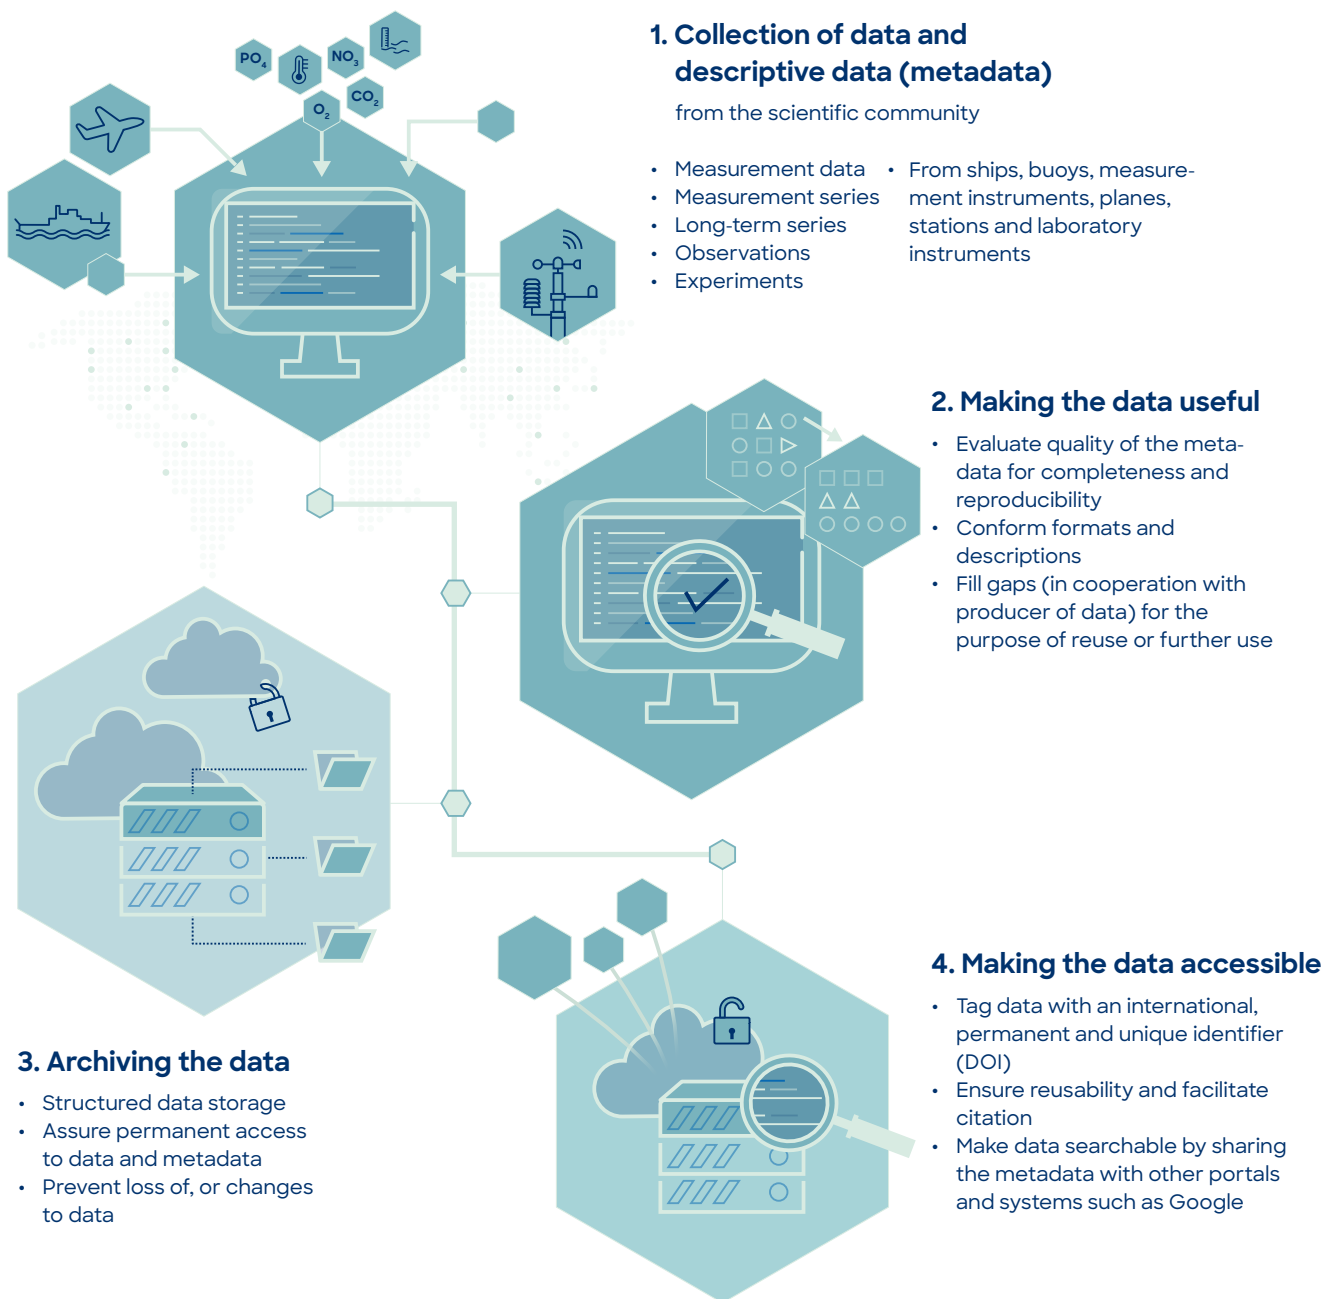 PO4
NO3
O2
CO2
1. Collection of data and
descriptive data (metadata)
from the scientific community
• Measurement data
• Measurement series
• Long-term series
• Observations
• Experiments
• From ships, buoys, measure-
ment instruments, planes,
stations and laboratory
instruments
2. Making the data useful
• Evaluate quality of the meta-
data for completeness and
reproducibility
• Conform formats and
descriptions
• Fill gaps (in cooperation with
producer of data) for the
purpose of reuse or further use
3. Archiving the data
• Structured data storage
• Assure permanent access
to data and metadata
• Prevent loss of, or changes
to data
4. Making the data accessible
• Tag data with an international,
permanent and unique identifier
(DOI)
• Ensure reusability and facilitate
citation
• Make data searchable by sharing
the metadata with other portals
and systems such as Google